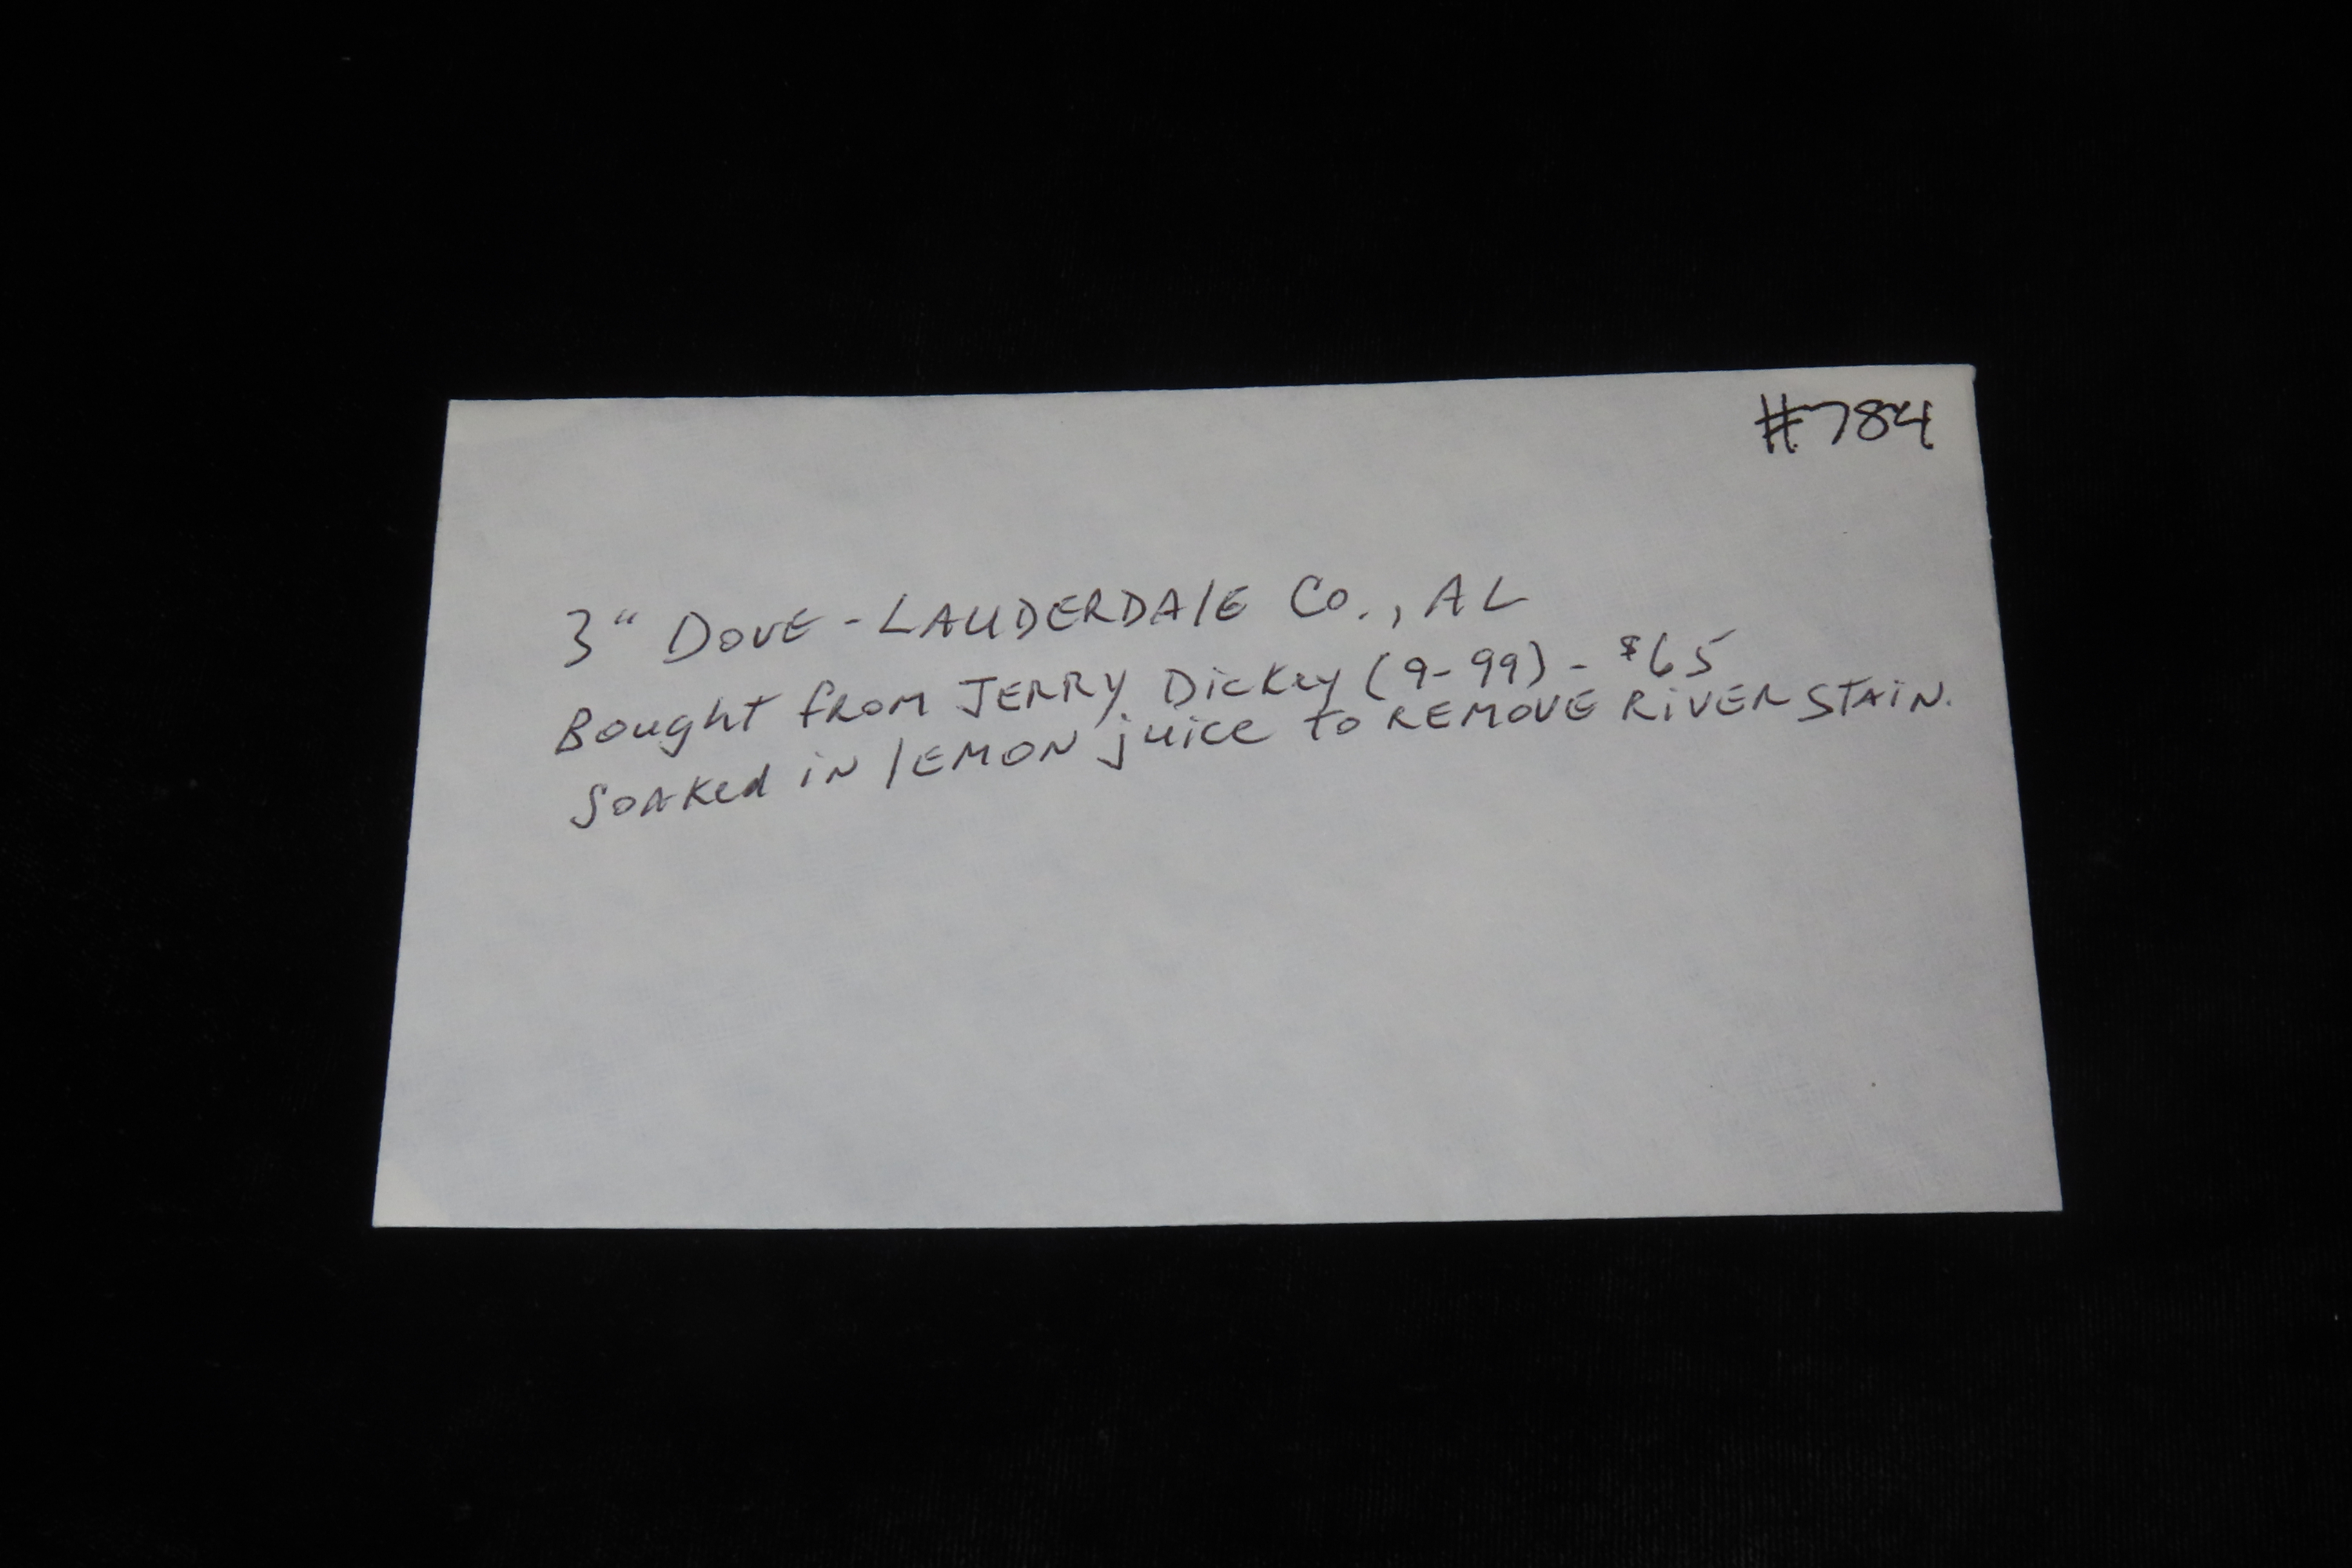 #784
3" DOVE - LAUDERDAlE Co., AL
Bought from JERRY Dickey (9-99) - $65
Soaked in lEMON juice to REMOVE RiVER STAiN.